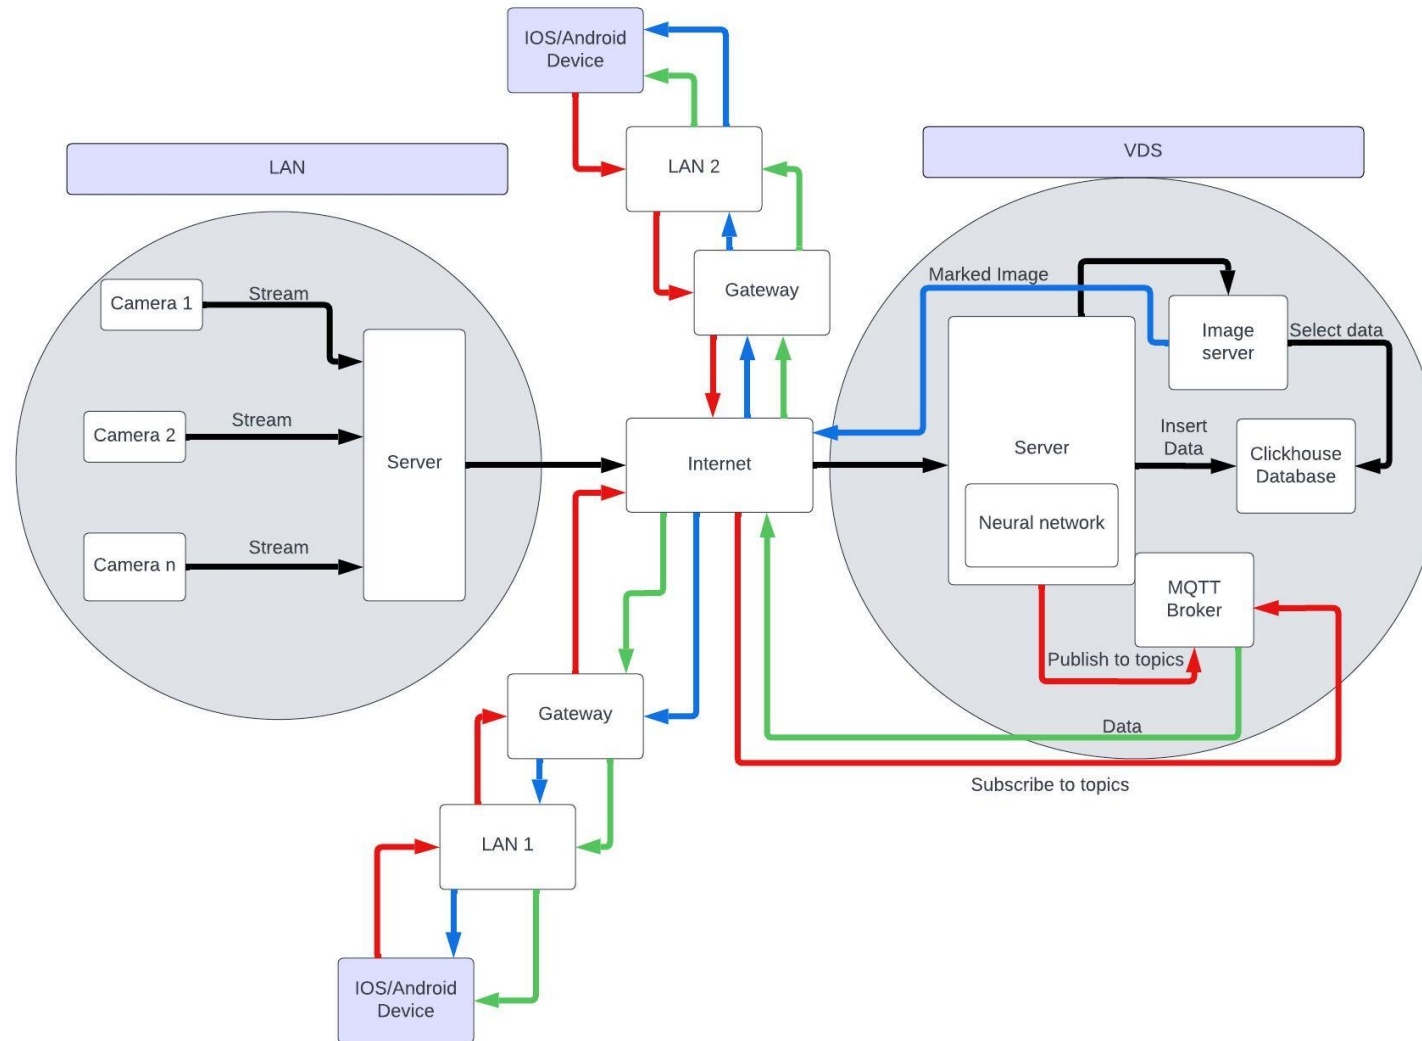 IOS/Android
Device
LAN
VDS
LAN 2
Marked Image
Camera 1
Stream
Gateway
Image
server
Select data
Camera 2
Stream
Server
Internet
Server
Insert
Data
Clickhouse
Database
Neural network
Camera n
Stream
MQTT
Broker
Publish to topics
Gateway
Data
Subscribe to topics
LAN 1
IOS/Android
Device